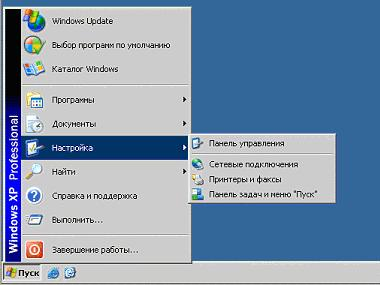 Windows Update
Выбор программ по умолчанию
Каталог Windows
Программы
Документы
Настройка
Найти
Справка и поддержка
Выполнить...
Завершение работы...
Windows XP Professional
Панель управления
Сетевые подключения
Принтеры и факсы
Панель задач и меню "Пуск"
Пуск